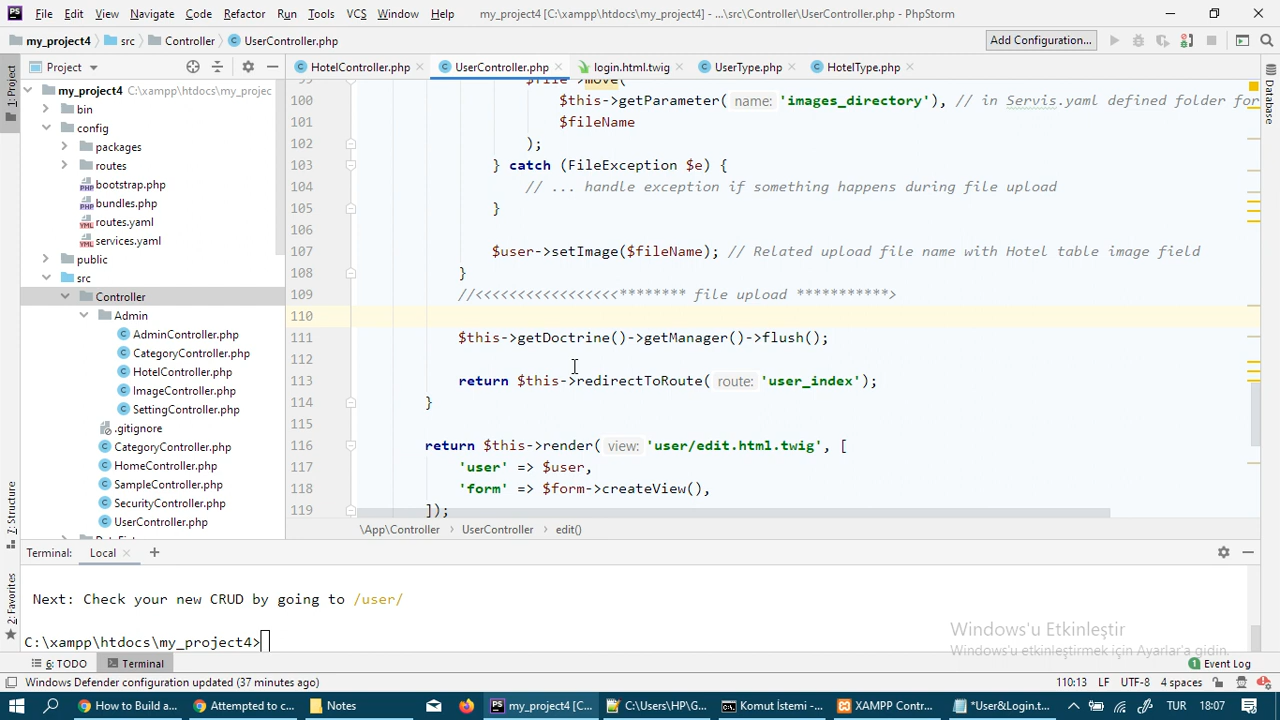 File Edit View Navigate Code Refactor Run Tools VCS Window Help my_project4 [C:\xampp\htdocs\my_project4] - ...\src\Controller\UserController.php - PhpStorm
my_project4 src Controller UserController.php Add Configuration...
Project HotelController.php UserController.php login.html.twig UserType.php HotelType.php
1: Project
Database
my_project4 C:\xampp\htdocs\my_projec
bin
config
packages
routes
bootstrap.php
bundles.php
routes.yaml
services.yaml
public
src
Controller
Admin
AdminController.php
CategoryController.php
HotelController.php
ImageController.php
SettingController.php
.gitignore
CategoryController.php
HomeController.php
SampleController.php
SecurityController.php
UserController.php
99 $file->move(
100 $this->getParameter( name: 'images_directory'), // in Servis.yaml defined folder for
101 $fileName
102 );
103 } catch (FileException $e) {
104 // ... handle exception if something happens during file upload
105 }
106
107 $user->setImage($fileName); // Related upload file name with Hotel table image field
108 }
109 //<<<<<<<<<<<<<<<<<******** file upload ***********>
110
111 $this->getDoctrine()->getManager()->flush();
112
113 return $this->redirectToRoute( route: 'user_index');
114 }
115
116 return $this->render( view: 'user/edit.html.twig', [
117 'user' => $user,
118 'form' => $form->createView(),
119 ]);
\App\Controller UserController edit()
Z: Structure
2: Favorites
Terminal: Local +
Next: Check your new CRUD by going to /user/
C:\xampp\htdocs\my_project4>
Windows'u Etkinleştir
Windows'u etkinleştirmek için Ayarlar'a gidin.
6: TODO Terminal Event Log
Windows Defender configuration updated (37 minutes ago) 110:13 LF UTF-8 4 spaces
How to Build a... Attempted to c... Notes my_project4 [C... C:\Users\HP\G... Komut İstemi -... XAMPP Contr... *User&LogIn.t... TUR 18:07